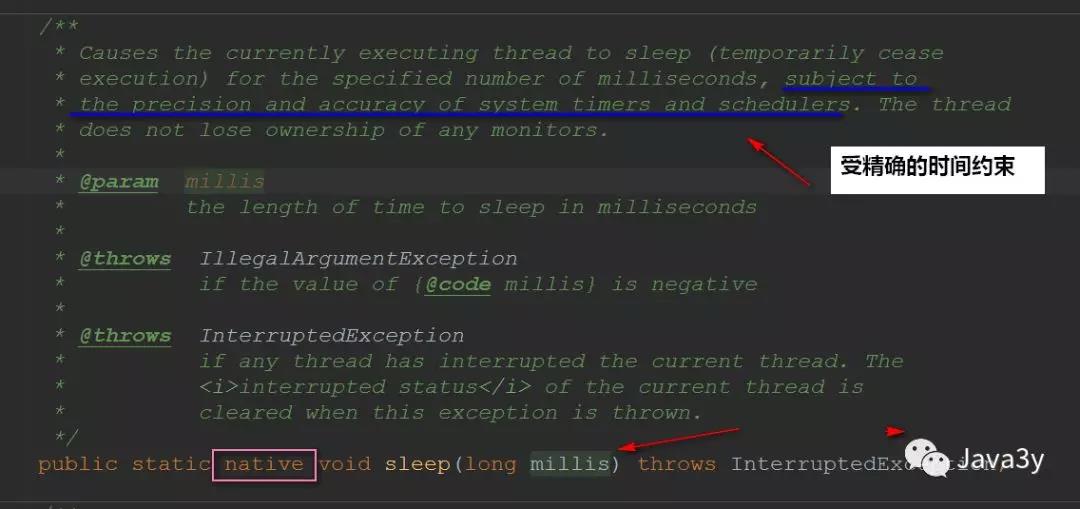 /**
* Causes the currently executing thread to sleep (temporarily cease
* execution) for the specified number of milliseconds, subject to
* the precision and accuracy of system timers and schedulers. The thread
* does not lose ownership of any monitors.
*
受精确的时间约束
* @param millis
* the length of time to sleep in milliseconds
*
* @throws IllegalArgumentException
* if the value of {@code millis} is negative
*
* @throws InterruptedException
* if any thread has interrupted the current thread. The
* <i>interrupted status</i> of the current thread is
* cleared when this exception is thrown.
*/
public static native void sleep(long millis) throws InterruptedException;
Java3y